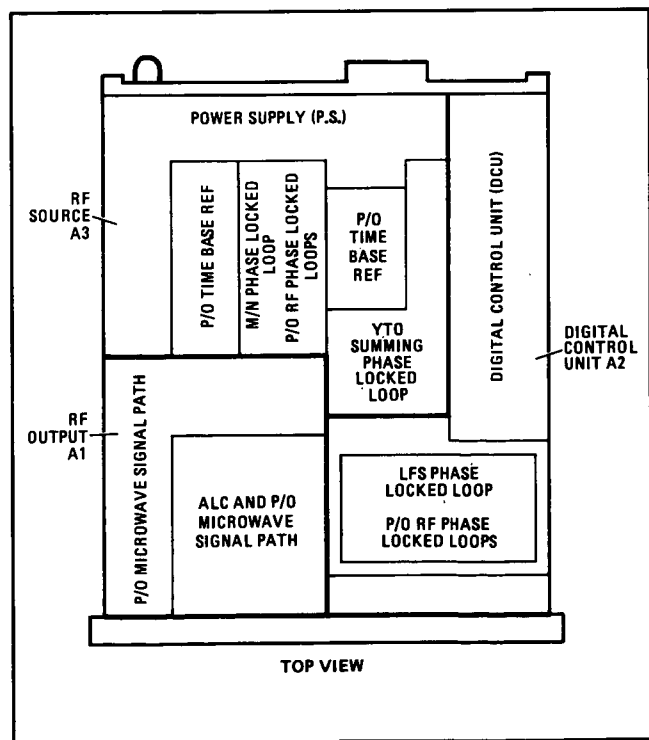 POWER SUPPLY (P.S.)
RF
SOURCE
A3
P/O TIME BASE REF
M/N PHASE LOCKED
LOOP
P/O RF PHASE LOCKED
LOOPS
P/O
TIME
BASE
REF
YTO
SUMMING
PHASE
LOCKED
LOOP
DIGITAL CONTROL UNIT (DCU)
DIGITAL
CONTROL
UNIT A2
RF
OUTPUT
A1
P/O MICROWAVE SIGNAL PATH
ALC AND P/O
MICROWAVE
SIGNAL PATH
LFS PHASE
LOCKED LOOP
P/O RF PHASE
LOCKED LOOPS
TOP VIEW